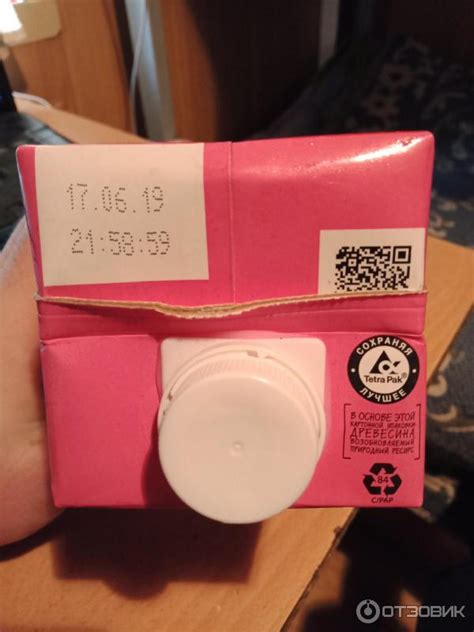 17.06.19
21:58:59
СОХРАНЯЯ
Tetra Pak®
ЛУЧШЕЕ
В ОСНОВЕ ЭТОЙ
КАРТОННОЙ УПАКОВКИ
ДРЕВЕСИНА
ВОЗОБНОВЛЯЕМЫЙ
ПРИРОДНЫЙ РЕСУРС
84
C/PAP
ОТЗОВИК